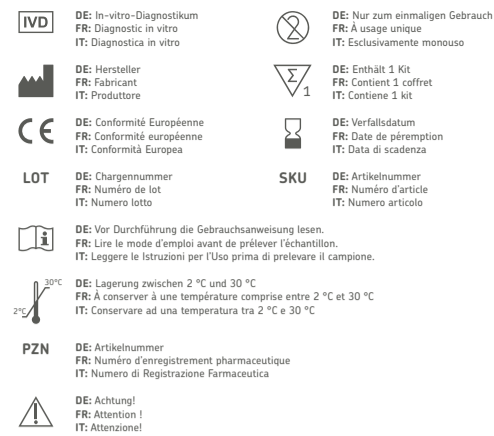 IVD
DE: In-vitro-Diagnostikum
FR: Diagnostic in vitro
IT: Diagnostica in vitro
2
DE: Nur zum einmaligen Gebrauch
FR: À usage unique
IT: Esclusivamente monouso
DE: Hersteller
FR: Fabricant
IT: Produttore
Σ
1
DE: Enthält 1 Kit
FR: Contient 1 coffret
IT: Contiene 1 kit
CE
DE: Conformité Européenne
FR: Conformité européenne
IT: Conformità Europea
DE: Verfallsdatum
FR: Date de péremption
IT: Data di scadenza
LOT
DE: Chargennummer
FR: Numéro de lot
IT: Numero lotto
SKU
DE: Artikelnummer
FR: Numéro d'article
IT: Numero articolo
i
DE: Vor Durchführung die Gebrauchsanweisung lesen.
FR: Lire le mode d'emploi avant de prélever l'échantillon.
IT: Leggere le Istruzioni per l'Uso prima di prelevare il campione.
30°C
2°C
DE: Lagerung zwischen 2 °C und 30 °C
FR: À conserver à une température comprise entre 2 °C et 30 °C
IT: Conservare ad una temperatura tra 2 °C e 30 °C
PZN
DE: Artikelnummer
FR: Numéro d'enregistrement pharmaceutique
IT: Numero di Registrazione Farmaceutica
!
DE: Achtung!
FR: Attention !
IT: Attenzione!